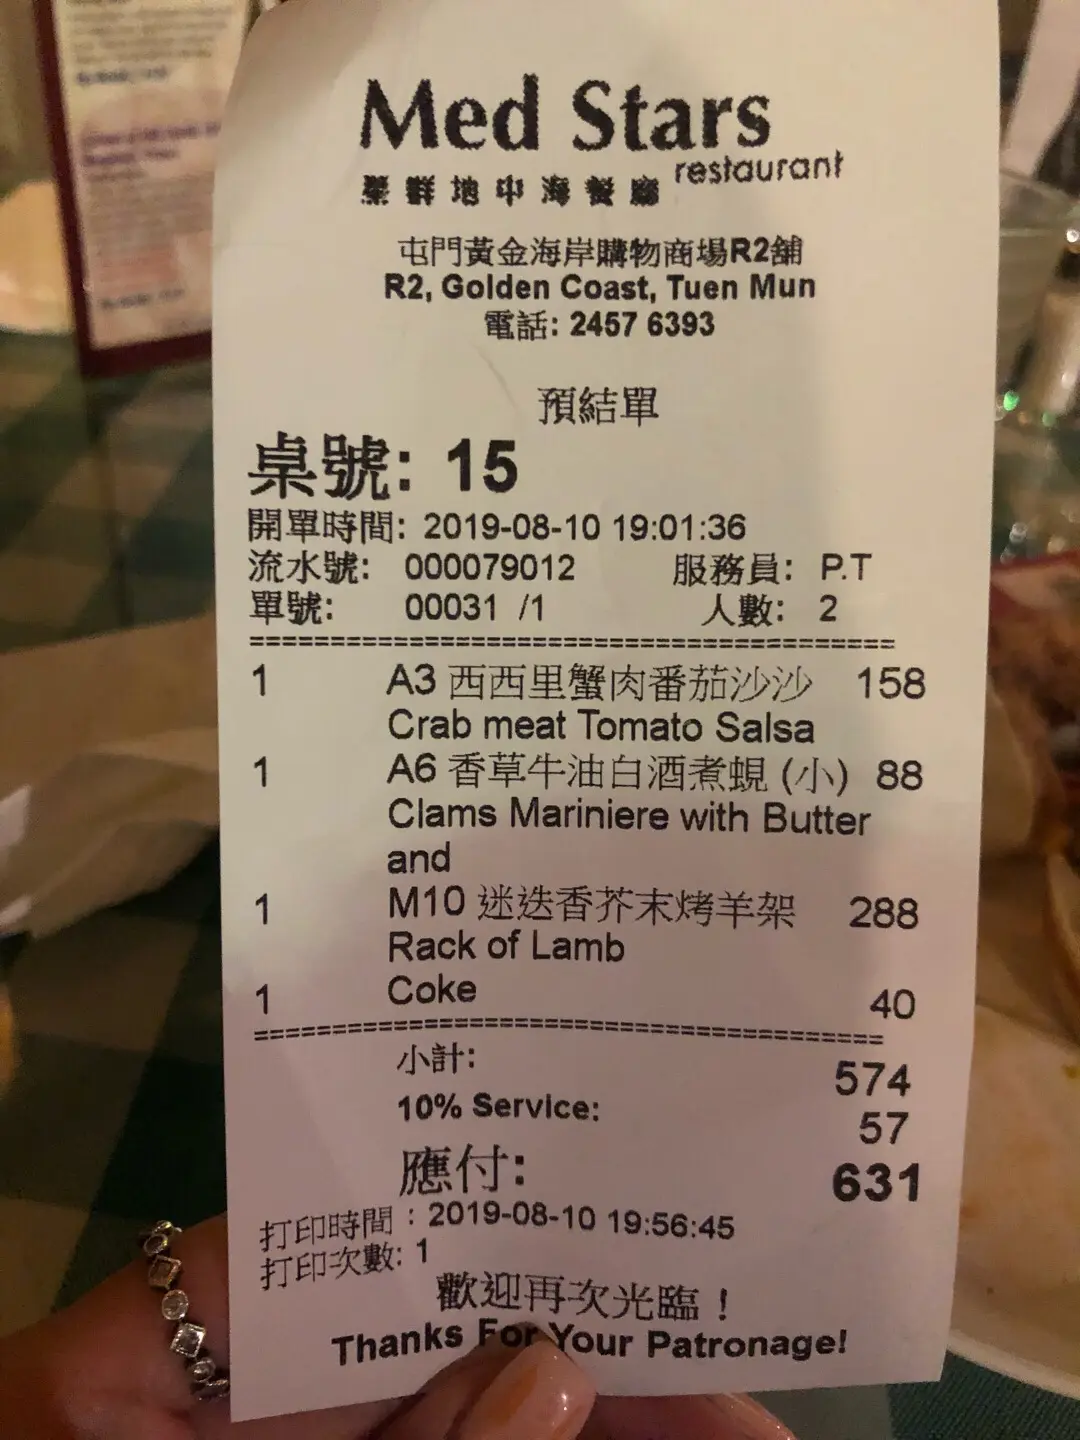 Med Stars
restaurant
羣群地中海餐廳
屯門黃金海岸購物商場R2舖
R2, Golden Coast, Tuen Mun
電話: 2457 6393
預結單
桌號: 15
開單時間: 2019-08-10 19:01:36
流水號: 000079012 服務員: P.T
單號: 00031 /1 人數: 2
1 A3 西西里蟹肉番茄沙沙 158
Crab meat Tomato Salsa
1 A6 香草牛油白酒煮蜆 (小) 88
Clams Mariniere with Butter
and
1 M10 迷迭香芥末烤羊架 288
Rack of Lamb
1 Coke 40
小計: 574
10% Service: 57
應付: 631
打印時間：2019-08-10 19:56:45
打印次數: 1
歡迎再次光臨！
Thanks For Your Patronage!